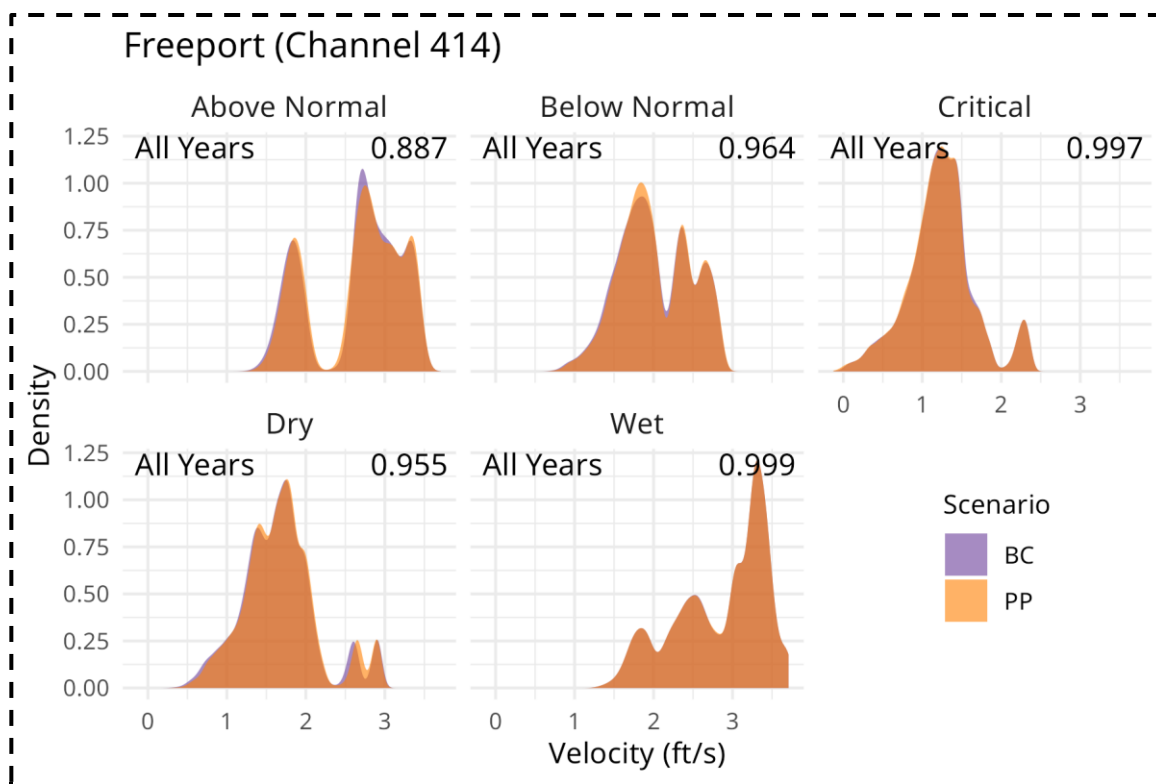 Freeport (Channel 414)
Above Normal
Below Normal
Critical
All Years 0.887
All Years 0.964
All Years 0.997
1.25
1.00
0.75
0.50
0.25
0.00
0 1 2 3
Density
Dry
Wet
All Years 0.955
All Years 0.999
1.25
1.00
0.75
0.50
0.25
0.00
0 1 2 3
0 1 2 3
Velocity (ft/s)
Scenario
BC
PP